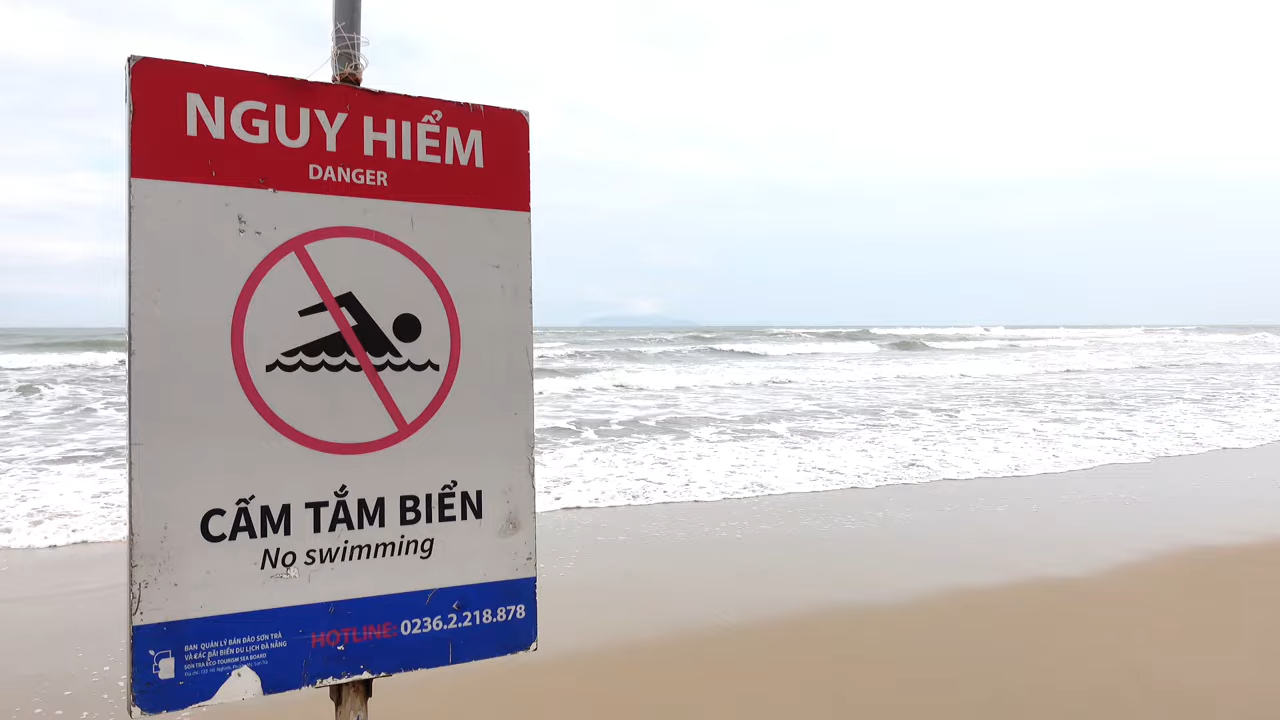 NGUY HIỂM
DANGER
CẤM TẮM BIỂN
No swimming
BAN QUẢN LÝ BÁN ĐẢO SƠN TRÀ
VÀ CÁC BÃI BIỂN DU LỊCH ĐÀ NẴNG
SON TRA ECO-TOURISM SEA BOARD
HOTLINE: 0236.2.218.878